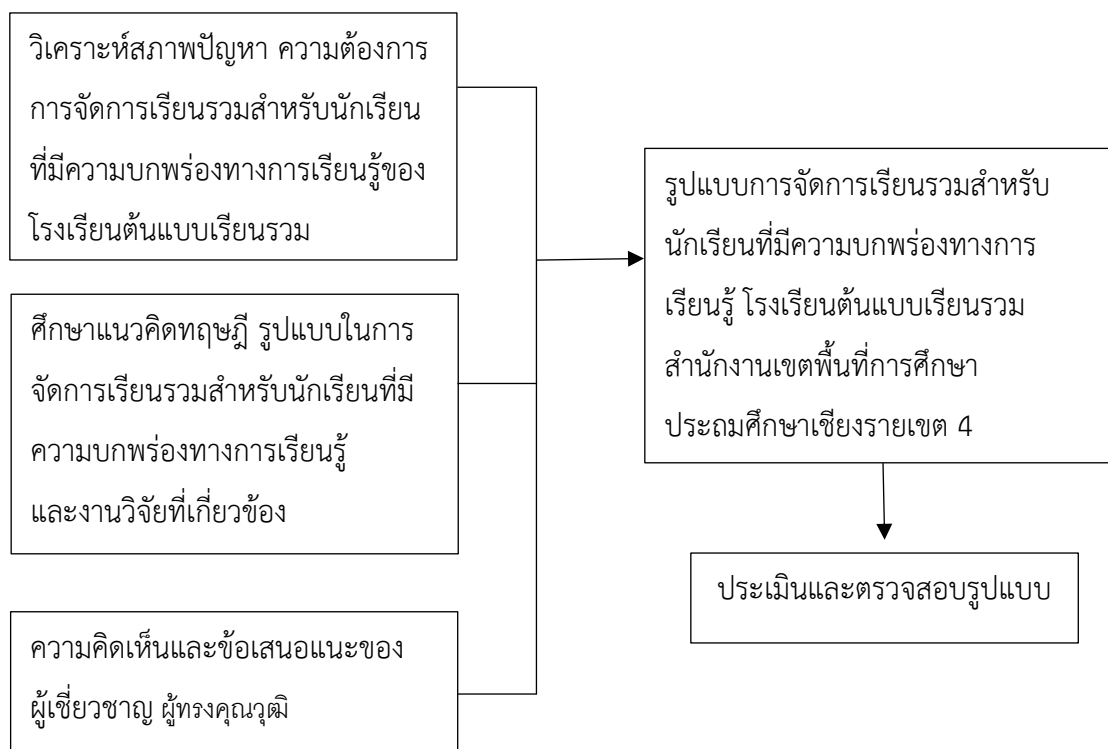 วิเคราะห์สภาพปัญหา ความต้องการ
การจัดการเรียนรวมสำหรับนักเรียน
ที่มีความบกพร่องทางการเรียนรู้ของ
โรงเรียนต้นแบบเรียนรวม
ศึกษาแนวคิดทฤษฎี รูปแบบในการ
จัดการเรียนรวมสำหรับนักเรียนที่มี
ความบกพร่องทางการเรียนรู้
และงานวิจัยที่เกี่ยวข้อง
ความคิดเห็นและข้อเสนอแนะของ
ผู้เชี่ยวชาญ ผู้ทรงคุณวุฒิ
รูปแบบการจัดการเรียนรวมสำหรับ
นักเรียนที่มีความบกพร่องทางการ
เรียนรู้ โรงเรียนต้นแบบเรียนรวม
สำนักงานเขตพื้นที่การศึกษา
ประถมศึกษาเชียงรายเขต 4
ประเมินและตรวจสอบรูปแบบ